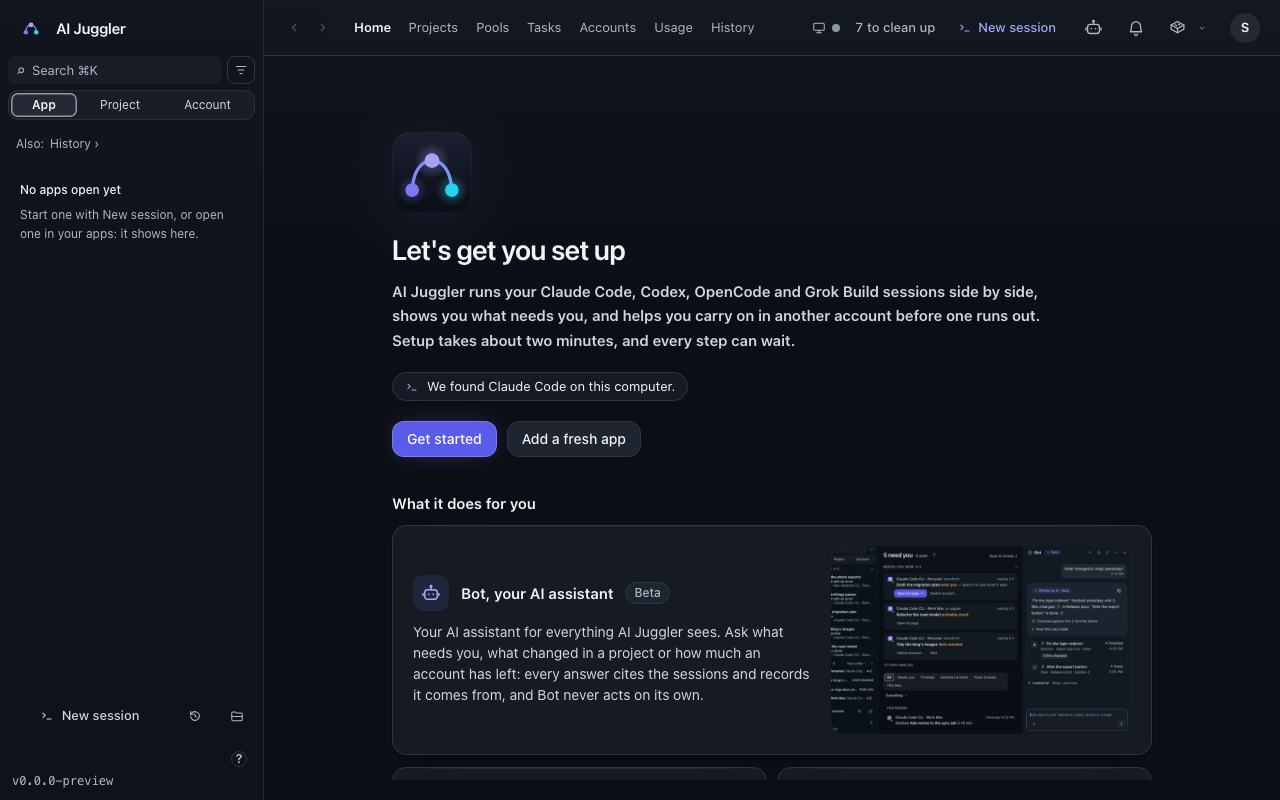 AI Juggler
Search ⌘K
App Project Account
Also: History ›
No apps open yet
Start one with New session, or open
one in your apps: it shows here.
New session
?
v0.0.0-preview
Home Projects Pools Tasks Accounts Usage History
7 to clean up
New session
S
Let's get you set up
AI Juggler runs your Claude Code, Codex, OpenCode and Grok Build sessions side by side,
shows you what needs you, and helps you carry on in another account before one runs out.
Setup takes about two minutes, and every step can wait.
We found Claude Code on this computer.
Get started
Add a fresh app
What it does for you
Bot, your AI assistant Beta
Your AI assistant for everything AI Juggler sees. Ask what
needs you, what changed in a project or how much an
account has left: every answer cites the sessions and records
it comes from, and Bot never acts on its own.
5 need you
Bot Beta